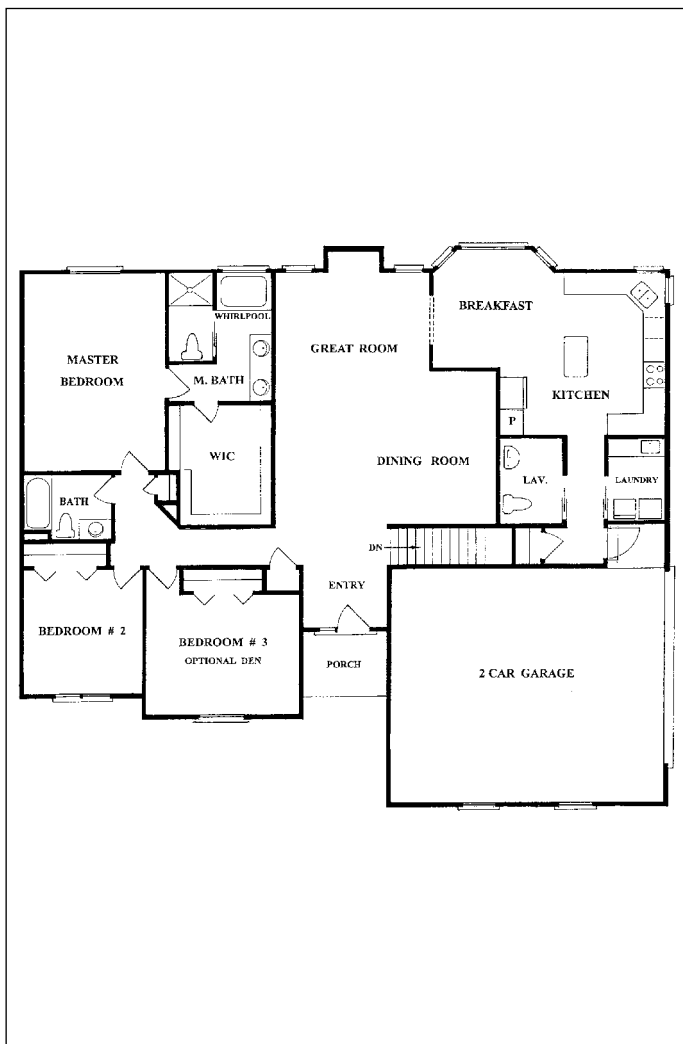 BREAKFAST
WHIRLPOOL
GREAT ROOM
MASTER
BEDROOM
M. BATH
KITCHEN
P
WIC
DINING ROOM
LAV.
LAUNDRY
BATH
DN
ENTRY
BEDROOM # 2
BEDROOM # 3
OPTIONAL DEN
PORCH
2 CAR GARAGE